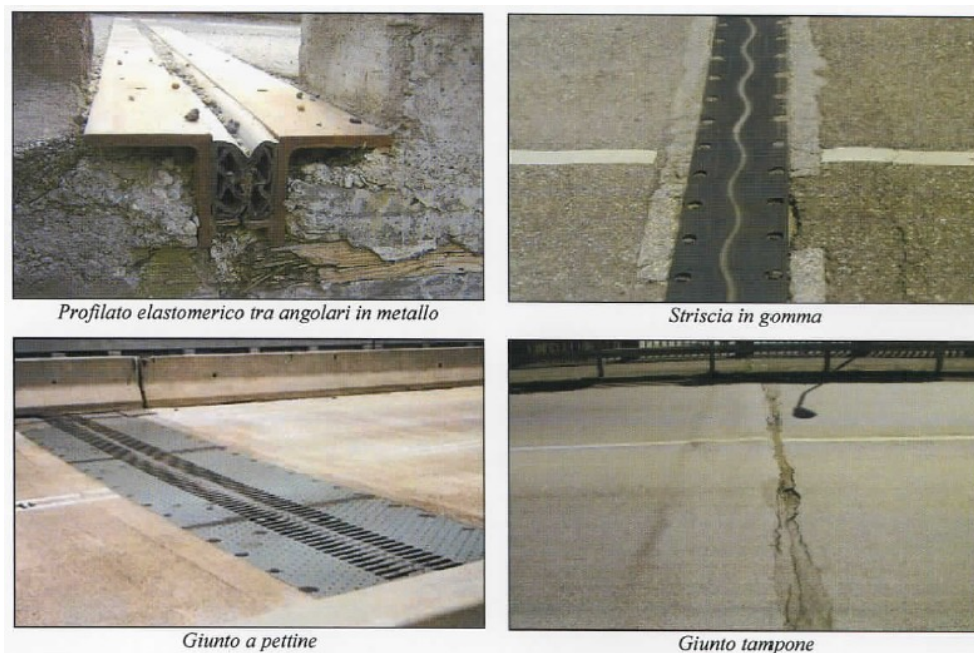 Profilato elastomerico tra angolari in metallo
Striscia in gomma
Giunto a pettine
Giunto tampone